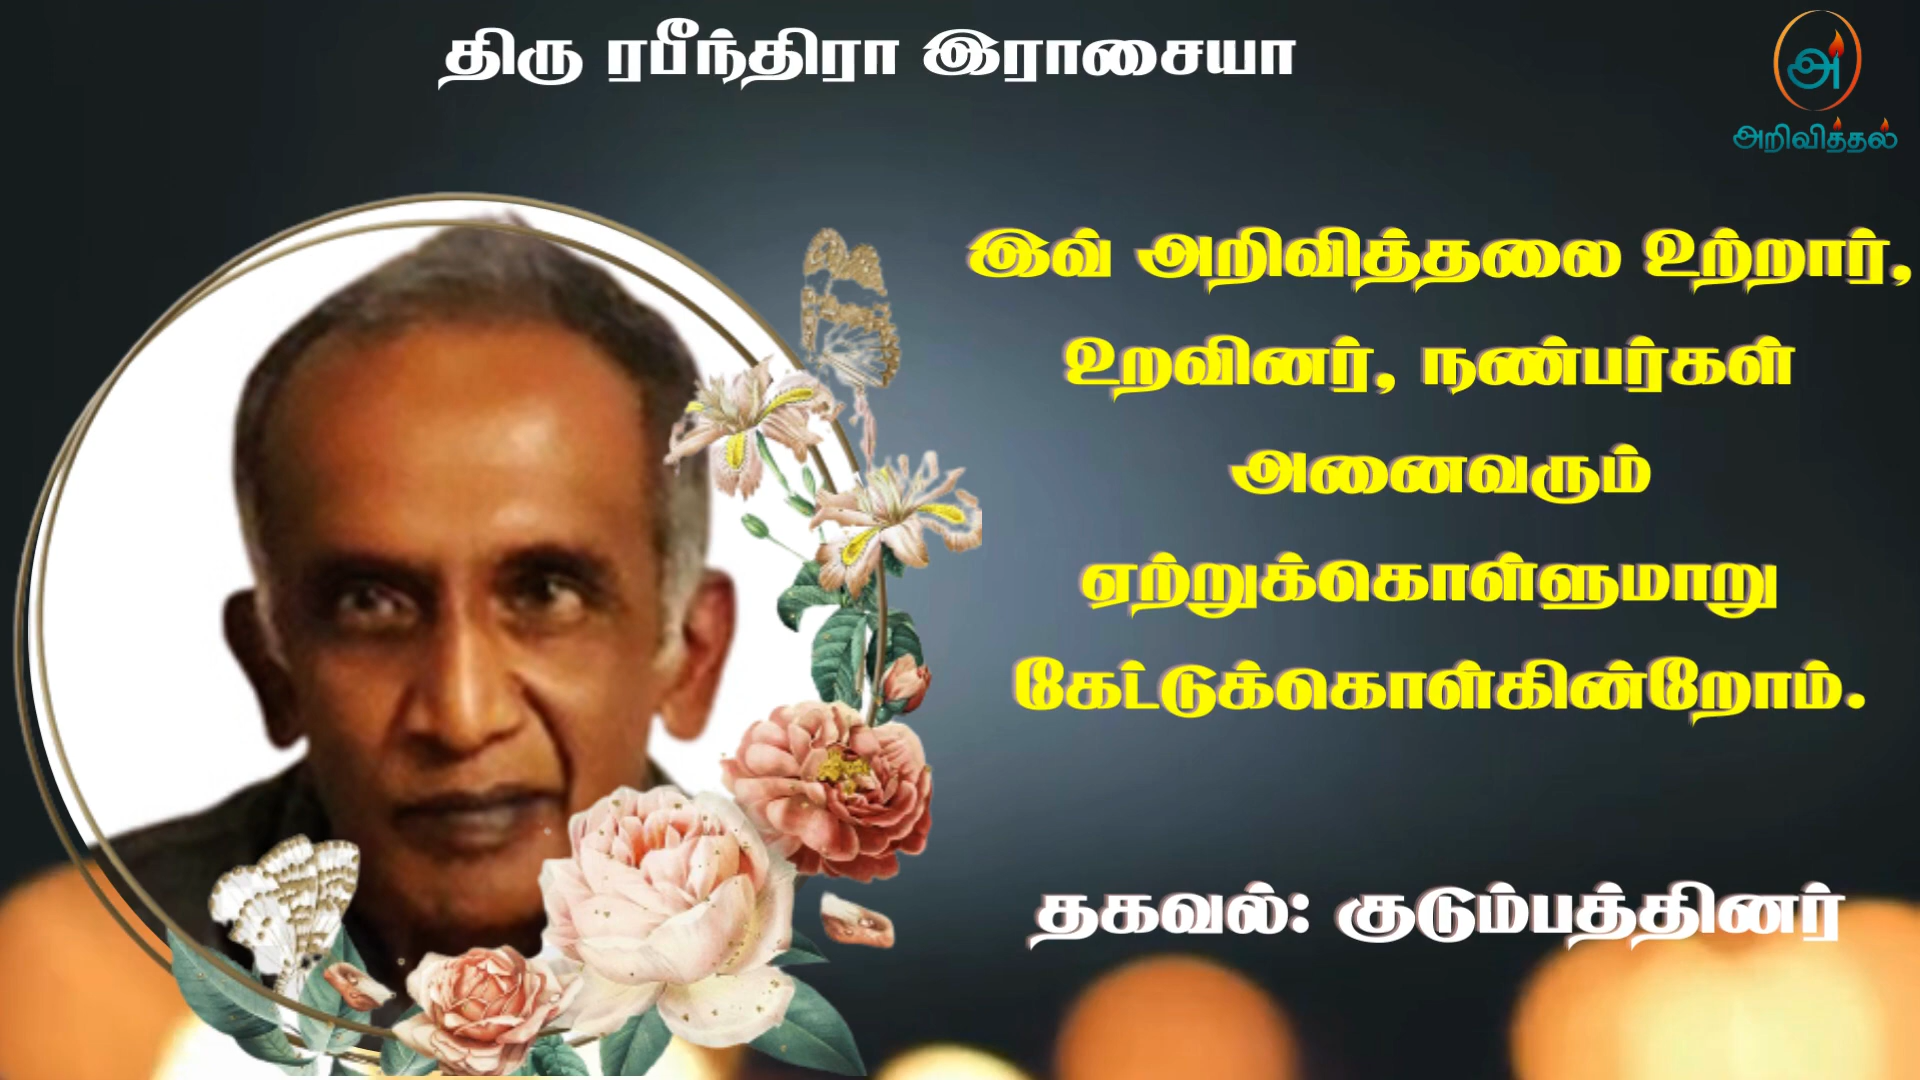 திரு ரபீந்திரா இராசையா
அ
அறிவித்தல்
இவ் அறிவித்தலை உற்றார்,
உறவினர், நண்பர்கள்
அனைவரும்
ஏற்றுக்கொள்ளுமாறு
கேட்டுக்கொள்கின்றோம்.
தகவல்: குடும்பத்தினர்